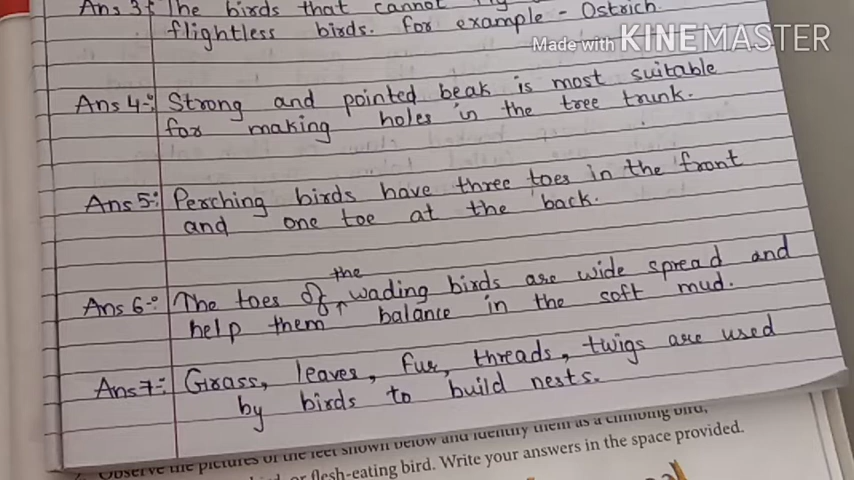 Ans 3:- The birds that cannot
flightless birds. for example - Ostrich.
Made with KINEMASTER
Ans 4:- Strong and pointed beak is most suitable
for making holes in the tree trunk.
Ans 5:- Perching birds have three toes in the front
and one toe at the back.
the
Ans 6:- The toes of ↑ wading birds are wide spread and
help them balance in the soft mud.
Ans 7:- Grass, leaves, fur, threads, twigs are used
by birds to build nests.
Observe the pictures of the feet shown below and identify them as a climbing bird,
or flesh-eating bird. Write your answers in the space provided.